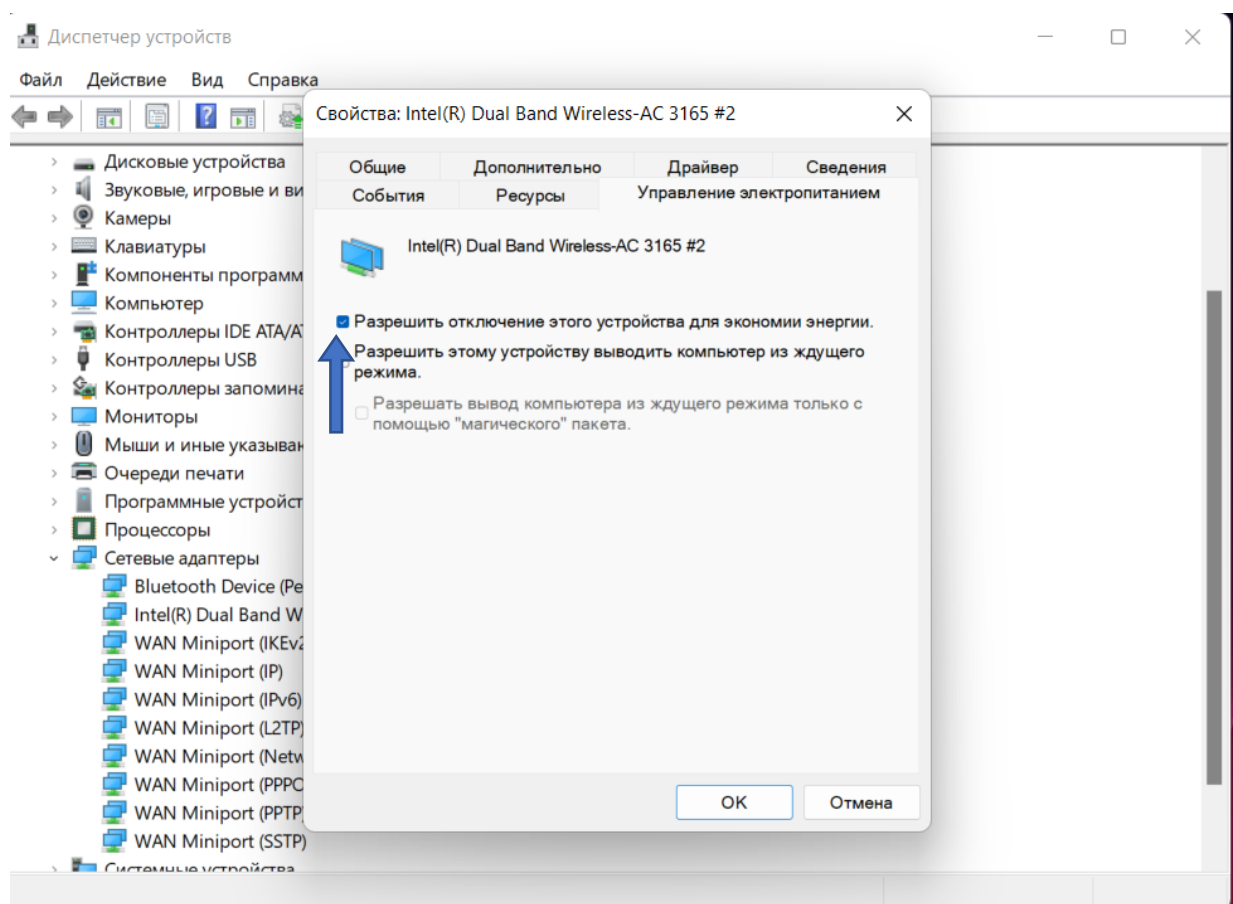 Диспетчер устройств
Файл Действие Вид Справка
Свойства: Intel(R) Dual Band Wireless-AC 3165 #2
Общие Дополнительно Драйвер Сведения
События Ресурсы Управление электропитанием
Intel(R) Dual Band Wireless-AC 3165 #2
Разрешить отключение этого устройства для экономии энергии.
Разрешить этому устройству выводить компьютер из ждущего
режима.
Разрешать вывод компьютера из ждущего режима только с
помощью "магического" пакета.
OK Отмена
Дисковые устройства
Звуковые, игровые и ви
Камеры
Клавиатуры
Компоненты программ
Компьютер
Контроллеры IDE ATA/A
Контроллеры USB
Контроллеры запомина
Мониторы
Мыши и иные указываю
Очереди печати
Программные устройст
Процессоры
Сетевые адаптеры
Bluetooth Device (Pe
Intel(R) Dual Band W
WAN Miniport (IKEv2
WAN Miniport (IP)
WAN Miniport (IPv6)
WAN Miniport (L2TP)
WAN Miniport (Netw
WAN Miniport (PPPO
WAN Miniport (PPTP)
WAN Miniport (SSTP)
Системные устройства